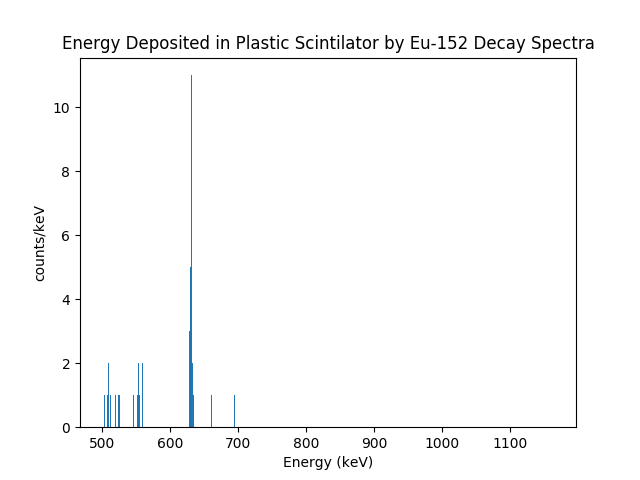 Energy Deposited in Plastic Scintilator by Eu-152 Decay Spectra
10
8
6
4
2
0
counts/keV
500 600 700 800 900 1000 1100
Energy (keV)